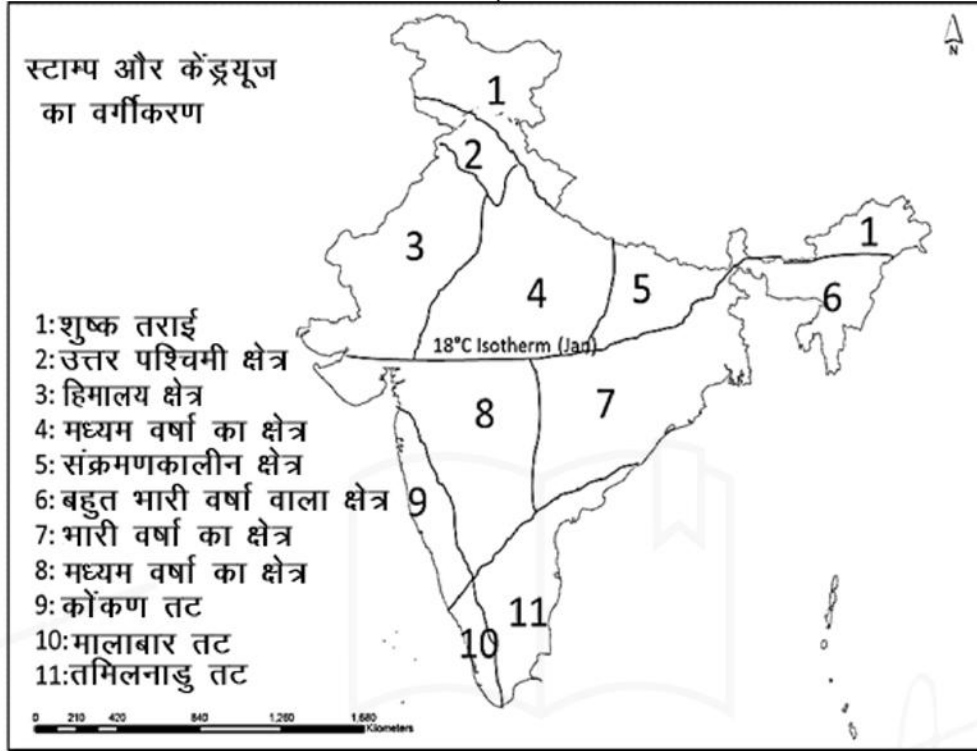 स्टाम्प और केंड्रयूज
का वर्गीकरण
N
1
2
3
1
4
5
6
18°C Isotherm (Jan)
7
8
9
10
11
1:शुष्क तराई
2:उत्तर पश्चिमी क्षेत्र
3:हिमालय क्षेत्र
4:मध्यम वर्षा का क्षेत्र
5:संक्रमणकालीन क्षेत्र
6:बहुत भारी वर्षा वाला क्षेत्र
7:भारी वर्षा का क्षेत्र
8:मध्यम वर्षा का क्षेत्र
9:कोंकण तट
10:मालाबार तट
11:तमिलनाडु तट
0 210 420 840 1,260 1,680
Kilometers